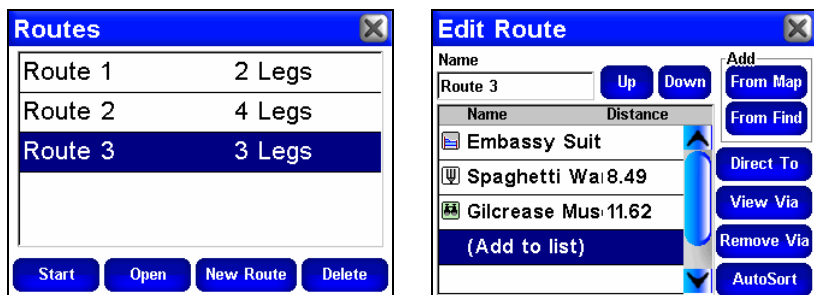 Routes
Route 1 2 Legs
Route 2 4 Legs
Route 3 3 Legs
Start Open New Route Delete
Edit Route
Name
Route 3
Up Down
Add
From Map
From Find
Name Distance
Embassy Suit
Spaghetti Wa 8.49
Gilcrease Mus 11.62
(Add to list)
Direct To
View Via
Remove Via
AutoSort